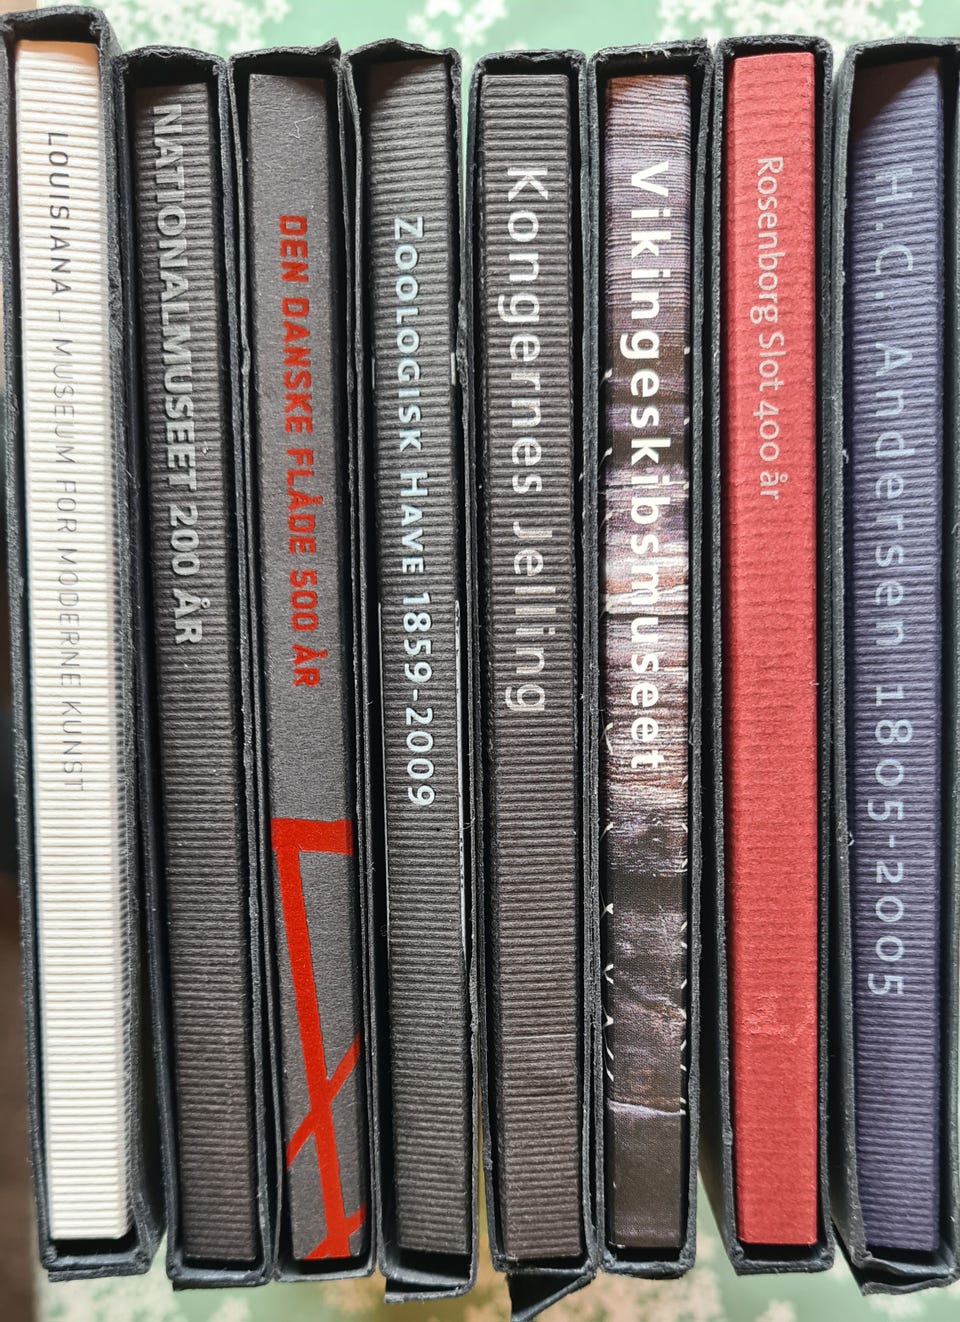 LOUISIANA – MUSEUM FOR MODERNE KUNST
NATIONALMUSEET 200 ÅR
DEN DANSKE FLÅDE 500 ÅR
ZOOLOGISK HAVE 1859-2009
Kongernes Jelling
Vikingeskibsmuseet
Rosenborg Slot 400 år
H.C. Andersen 1805-2005